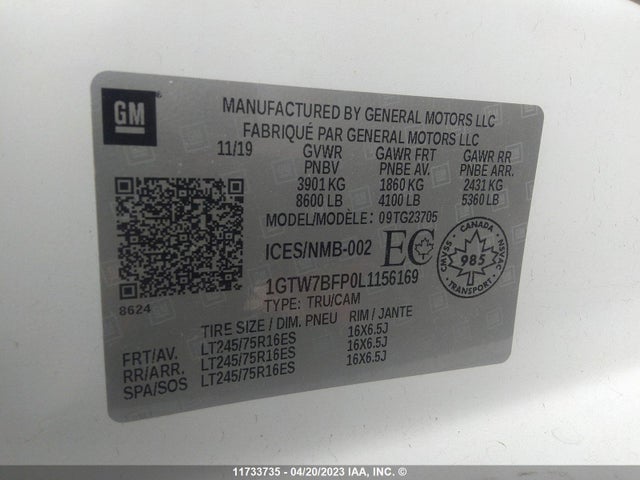 GM
MANUFACTURED BY GENERAL MOTORS LLC
FABRIQUÉ PAR GENERAL MOTORS LLC
11/19 GVWR GAWR FRT GAWR RR
PNBV PNBE AV. PNBE ARR.
3901 KG 1860 KG 2431 KG
8600 LB 4100 LB 5360 LB
MODEL/MODÈLE: 09TG23705
ICES/NMB-002 EC
CANADA
CMVSS 985 NSVAC
TRANSPORT
1GTW7BFP0L1156169
8624
TYPE: TRU/CAM
TIRE SIZE / DIM. PNEU RIM / JANTE
FRT/AV. LT245/75R16ES 16X6.5J
RR/ARR. LT245/75R16ES 16X6.5J
SPA/SOS LT245/75R16ES 16X6.5J
11733735 - 04/20/2023 IAA, INC. ©